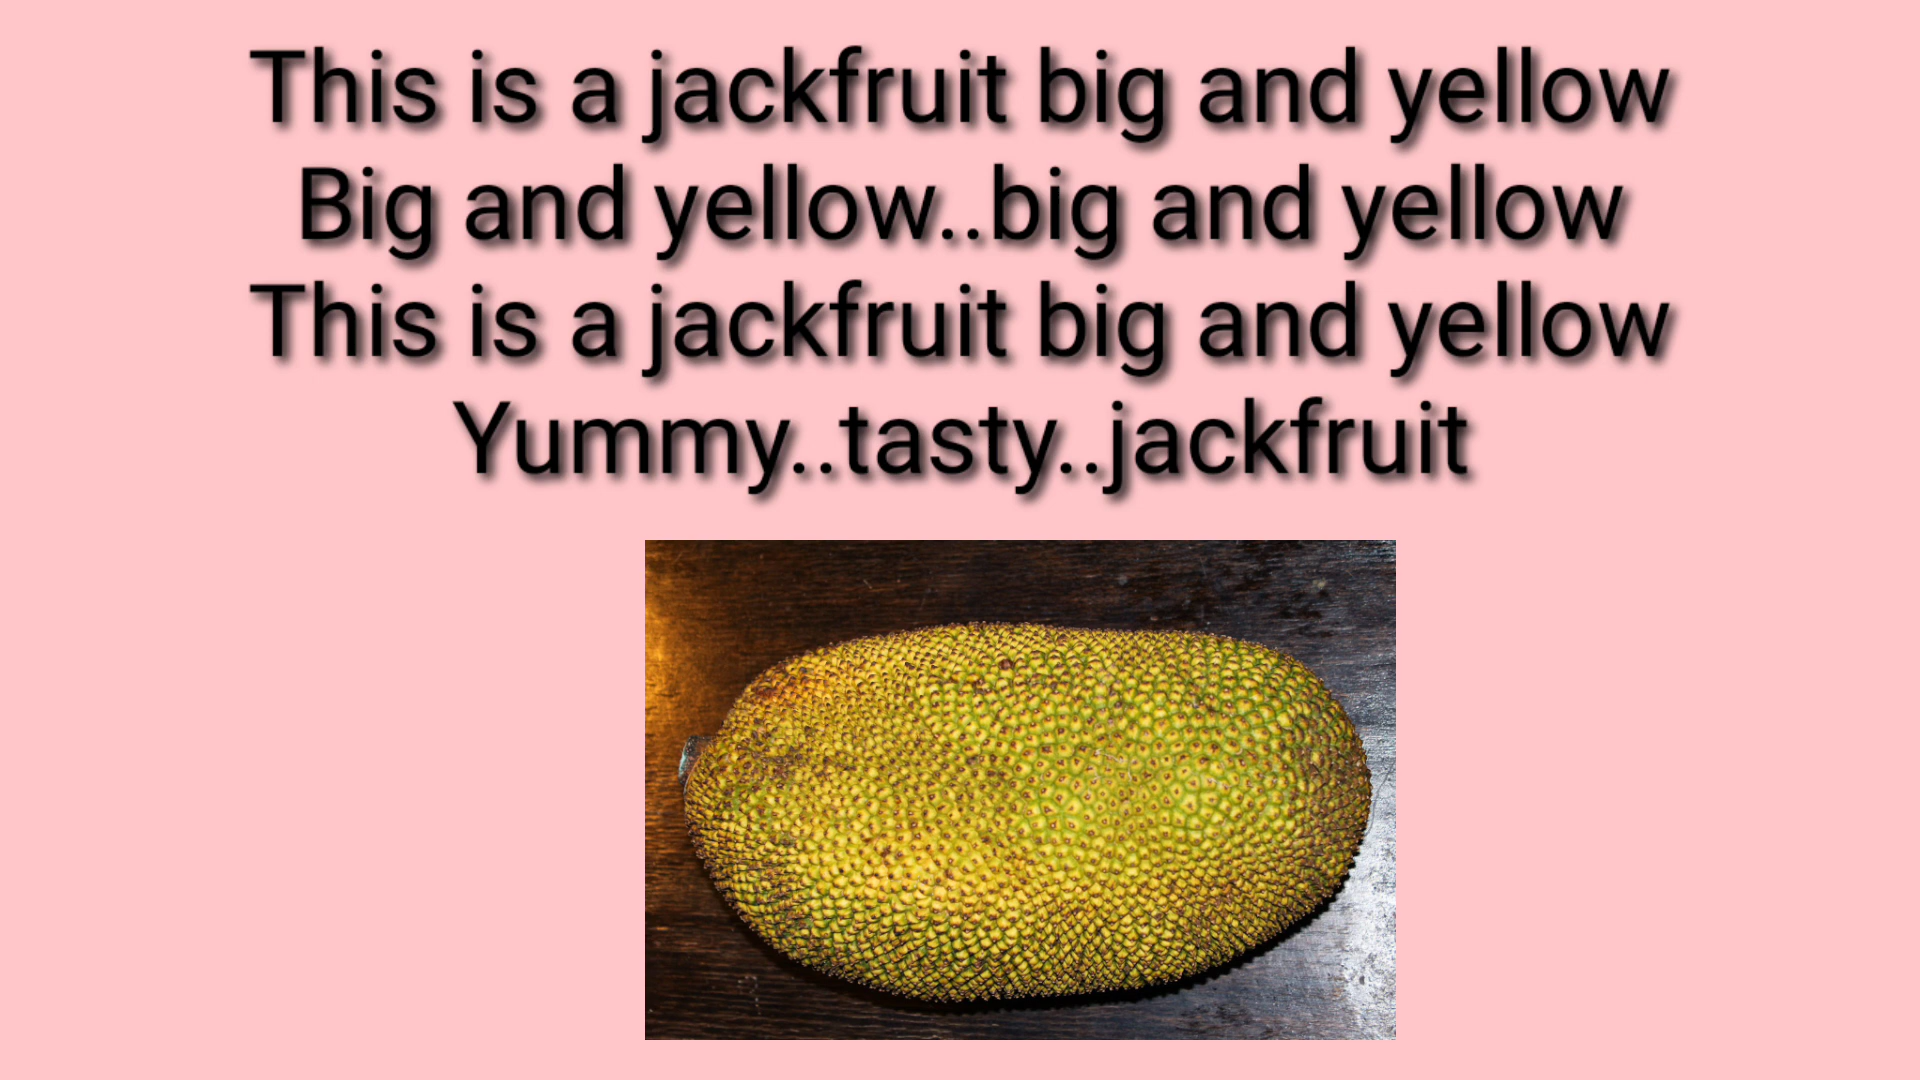 This is a jackfruit big and yellow
Big and yellow..big and yellow
This is a jackfruit big and yellow
Yummy..tasty..jackfruit